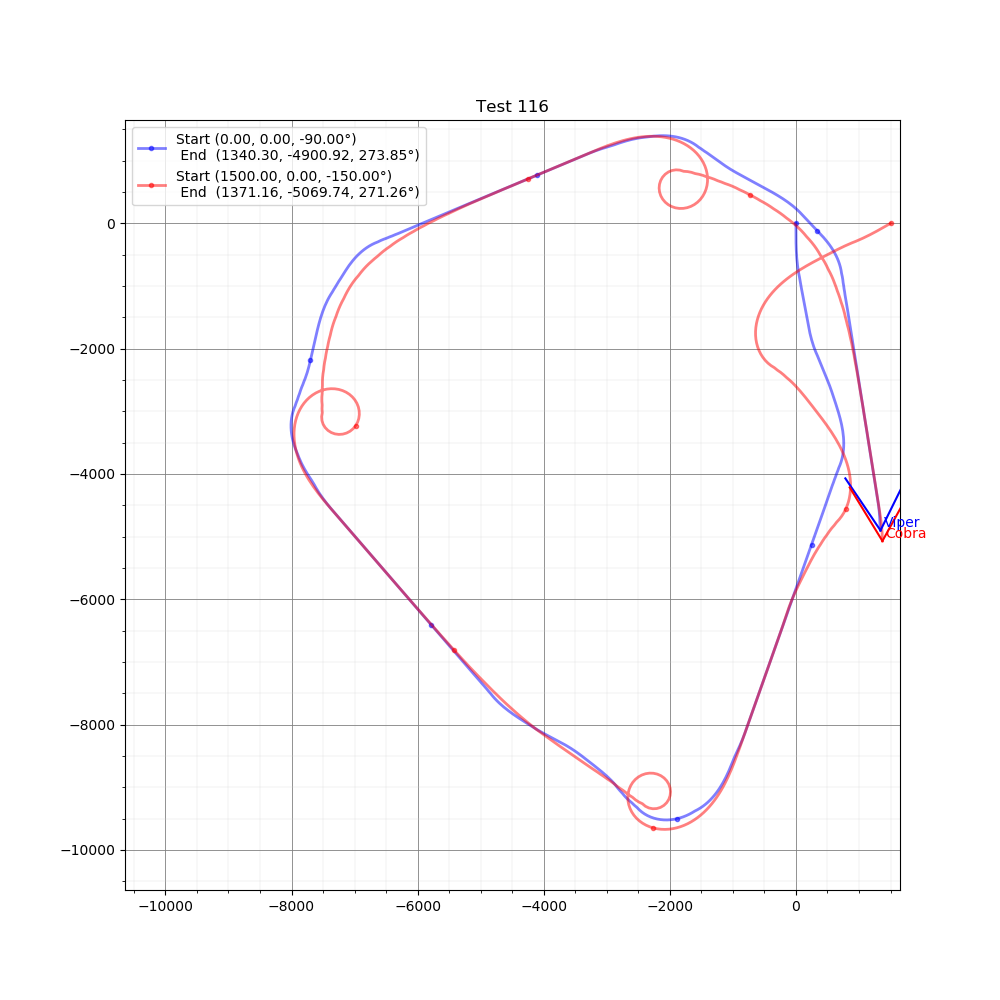 Test 116
Start (0.00, 0.00, -90.00°)
End (1340.30, -4900.92, 273.85°)
Start (1500.00, 0.00, -150.00°)
End (1371.16, -5069.74, 271.26°)
0
−2000
−4000
−6000
−8000
−10000
Viper
Cobra
−10000 −8000 −6000 −4000 −2000 0